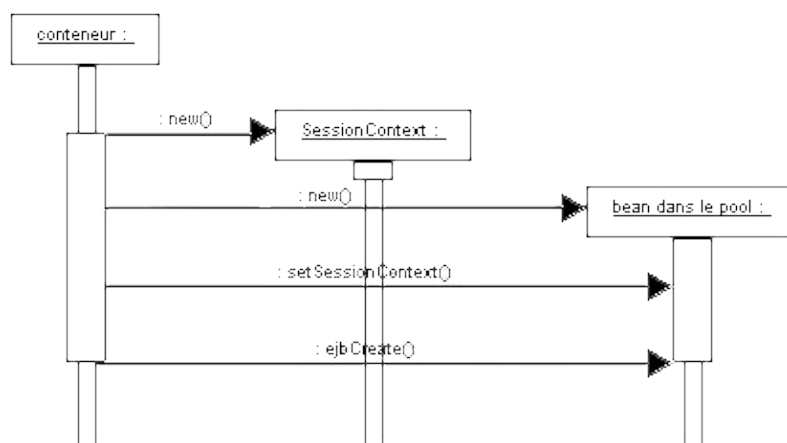 conteneur :
: new()
SessionContext :
: new()
bean dans le pool :
: setSessionContext()
: ejbCreate()